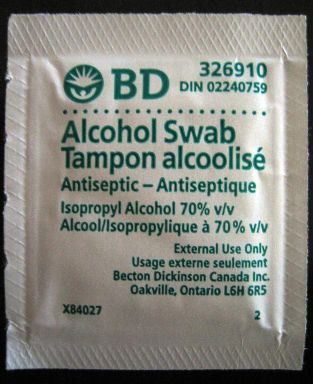 BD 326910
DIN 02240759
Alcohol Swab
Tampon alcoolisé
Antiseptic – Antiseptique
Isopropyl Alcohol 70% v/v
Alcool/Isopropylique à 70% v/v
External Use Only
Usage externe seulement
Becton Dickinson Canada Inc.
Oakville, Ontario L6H 6R5
X84027 2